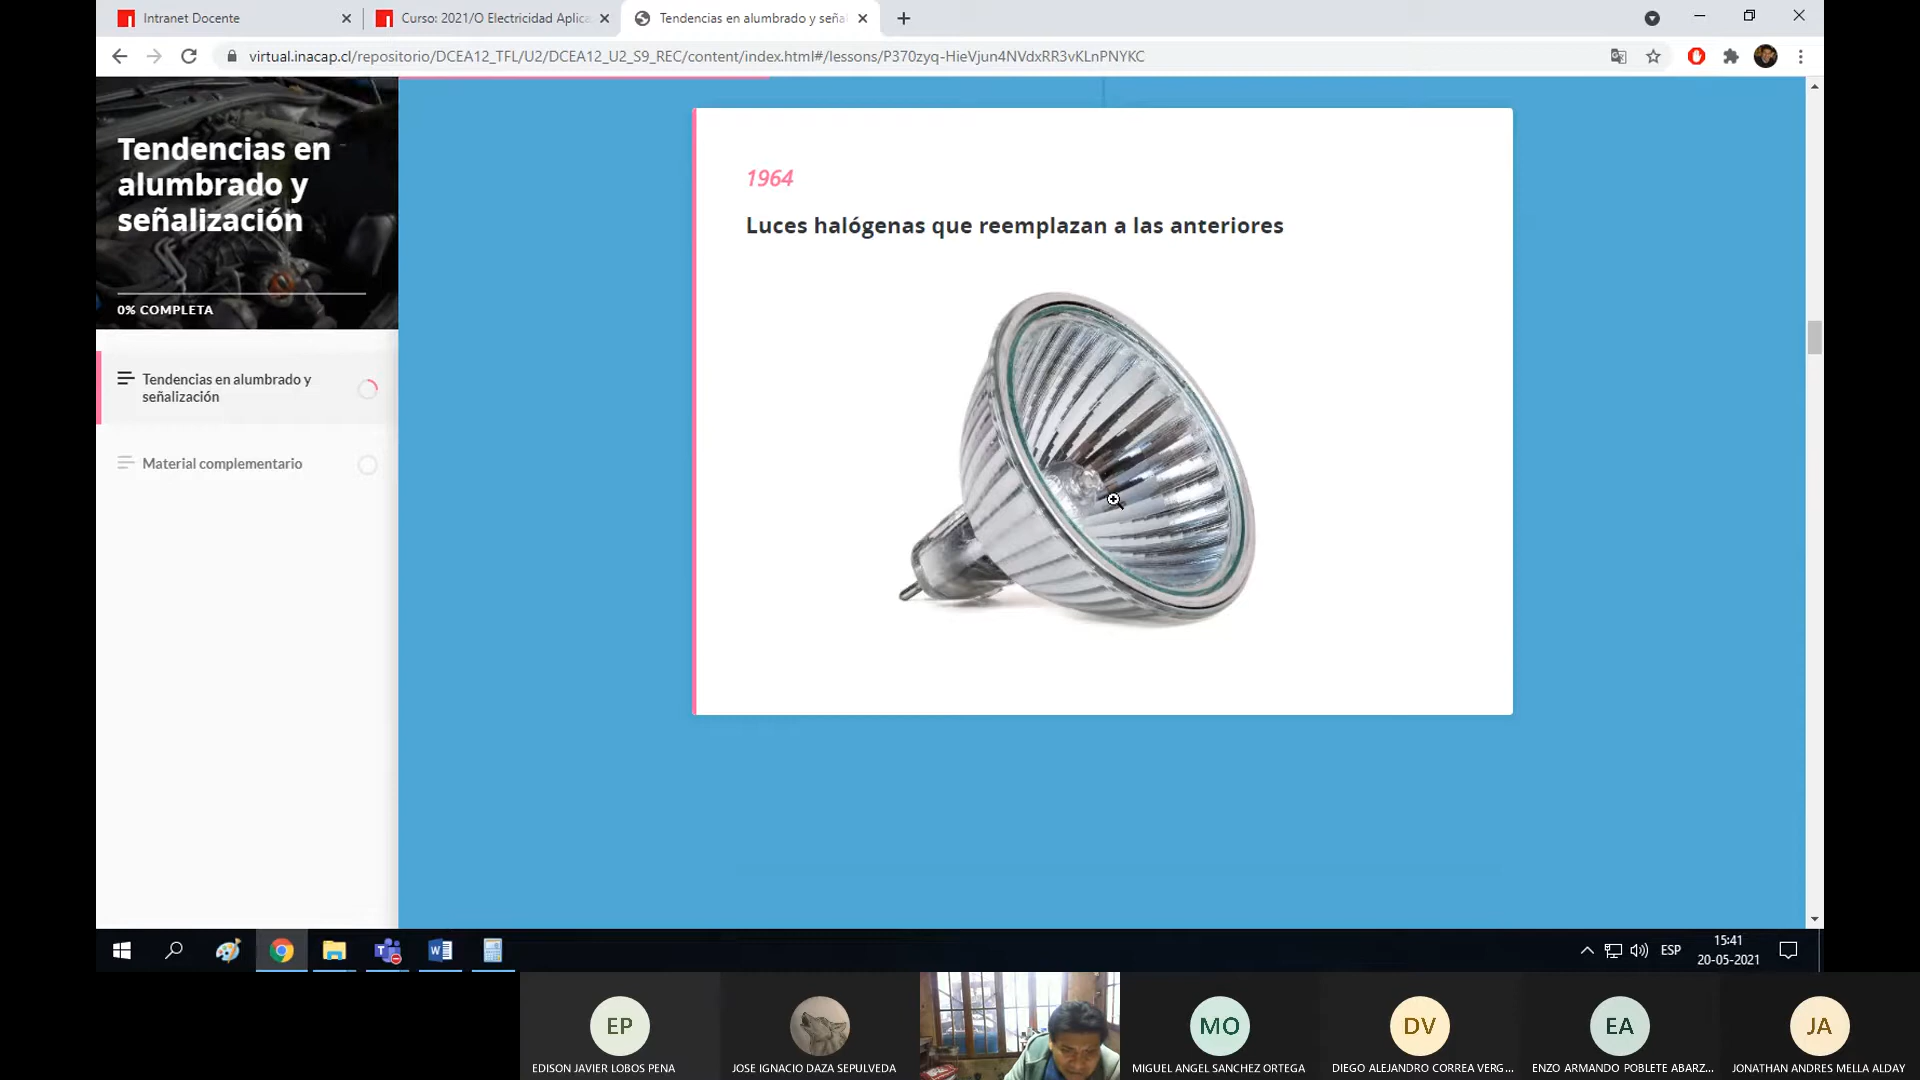 Intranet Docente
Curso: 2021/O Electricidad Aplica
Tendencias en alumbrado y seña
virtual.inacap.cl/repositorio/DCEA12_TFL/U2/DCEA12_U2_S9_REC/content/index.html#/lessons/P370zyq-HieVjun4NVdxRR3vKLnPNYKC
Tendencias en
alumbrado y
señalización
0% COMPLETA
Tendencias en alumbrado y
señalización
Material complementario
1964
Luces halógenas que reemplazan a las anteriores
ESP
15:41
20-05-2021
EP
MO
DV
EA
JA
EDISON JAVIER LOBOS PENA
JOSE IGNACIO DAZA SEPULVEDA
MIGUEL ANGEL SANCHEZ ORTEGA
DIEGO ALEJANDRO CORREA VERG...
ENZO ARMANDO POBLETE ABARZ...
JONATHAN ANDRES MELLA ALDAY